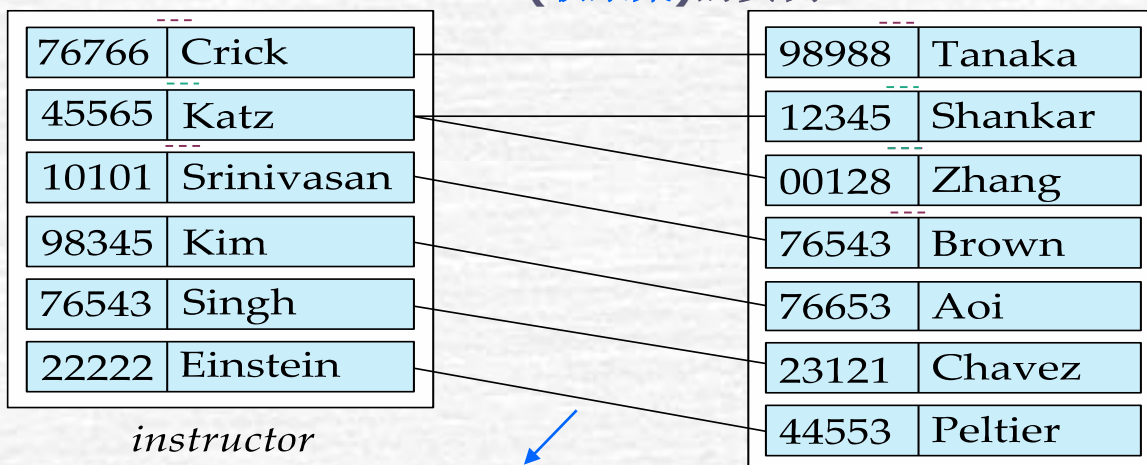 76766 Crick
45565 Katz
10101 Srinivasan
98345 Kim
76543 Singh
22222 Einstein
instructor
98988 Tanaka
12345 Shankar
00128 Zhang
76543 Brown
76653 Aoi
23121 Chavez
44553 Peltier